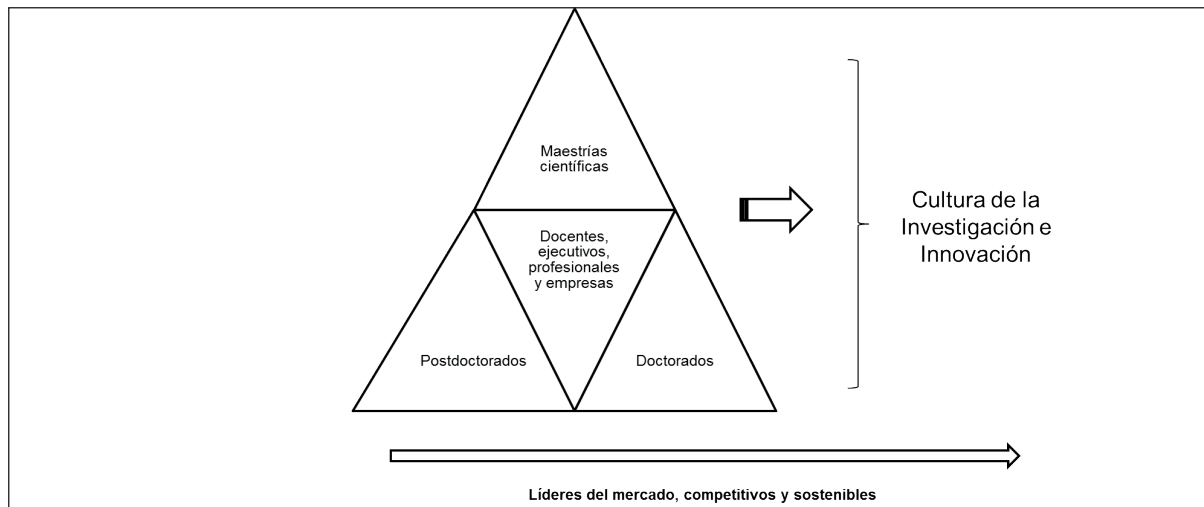 Maestrías
científicas
Docentes,
ejecutivos,
profesionales
y empresas
Postdoctorados
Doctorados
Cultura de la
Investigación e
Innovación
Líderes del mercado, competitivos y sostenibles